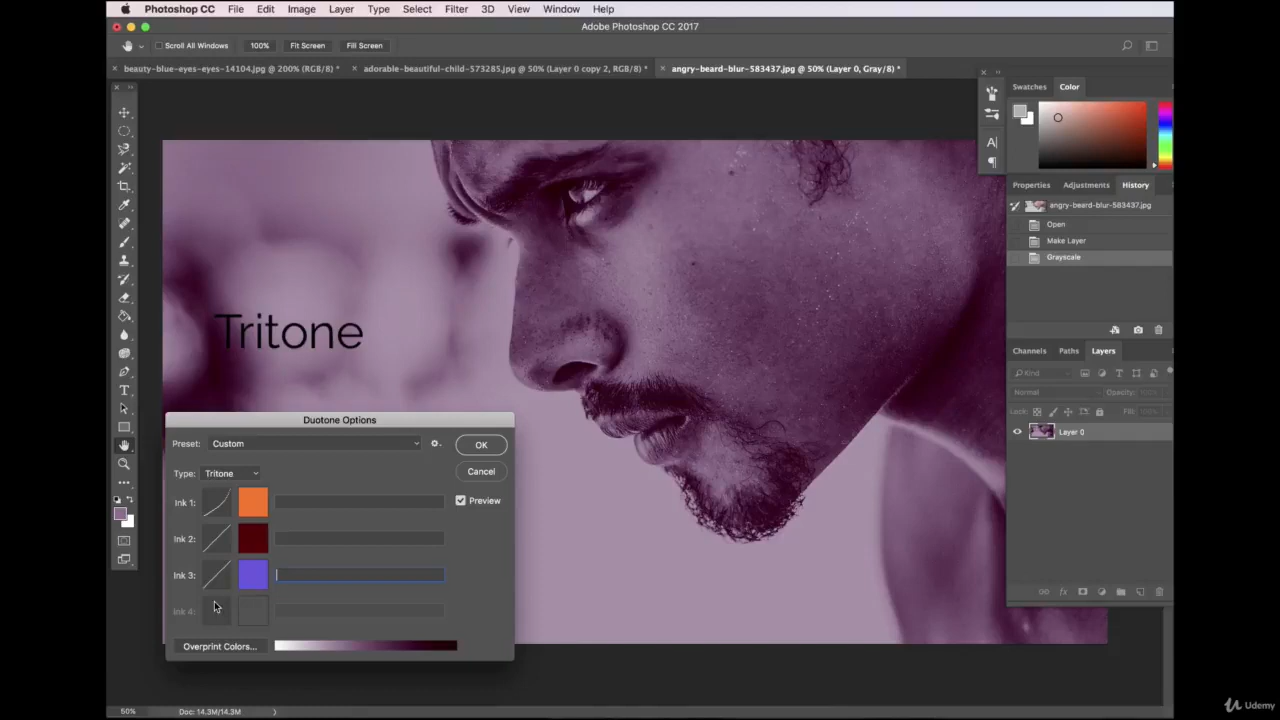 Photoshop CC File Edit Image Layer Type Select Filter 3D View Window Help
Adobe Photoshop CC 2017
Scroll All Windows 100% Fit Screen Fill Screen
beauty-blue-eyes-eyes-14104.jpg @ 200% (RGB/8) * adorable-beautiful-child-573285.jpg @ 50% (Layer 0 copy 2, RGB/8) * angry-beard-blur-583437.jpg @ 50% (Layer 0, Gray/8) *
Swatches Color
Properties Adjustments History
angry-beard-blur-583437.jpg
Open
Make Layer
Grayscale
Tritone
Channels Paths Layers
Kind
Normal Opacity: 100%
Lock: Fill: 100%
Layer 0
Duotone Options
Preset: Custom OK
Type: Tritone Cancel
Ink 1: Preview
Ink 2:
Ink 3:
Ink 4:
Overprint Colors...
50% Doc: 14.3M/14.3M
Udemy